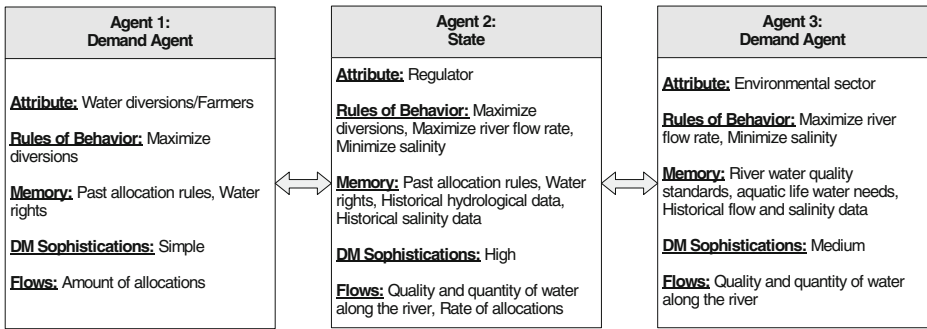 Agent 1:
Demand Agent
Attribute: Water diversions/Farmers
Rules of Behavior: Maximize
diversions
Memory: Past allocation rules, Water
rights
DM Sophistications: Simple
Flows: Amount of allocations
Agent 2:
State
Attribute: Regulator
Rules of Behavior: Maximize
diversions, Maximize river flow rate,
Minimize salinity
Memory: Past allocation rules, Water
rights, Historical hydrological data,
Historical salinity data
DM Sophistications: High
Flows: Quality and quantity of water
along the river, Rate of allocations
Agent 3:
Demand Agent
Attribute: Environmental sector
Rules of Behavior: Maximize river
flow rate, Minimize salinity
Memory: River water quality
standards, aquatic life water needs,
Historical flow and salinity data
DM Sophistications: Medium
Flows: Quality and quantity of water
along the river